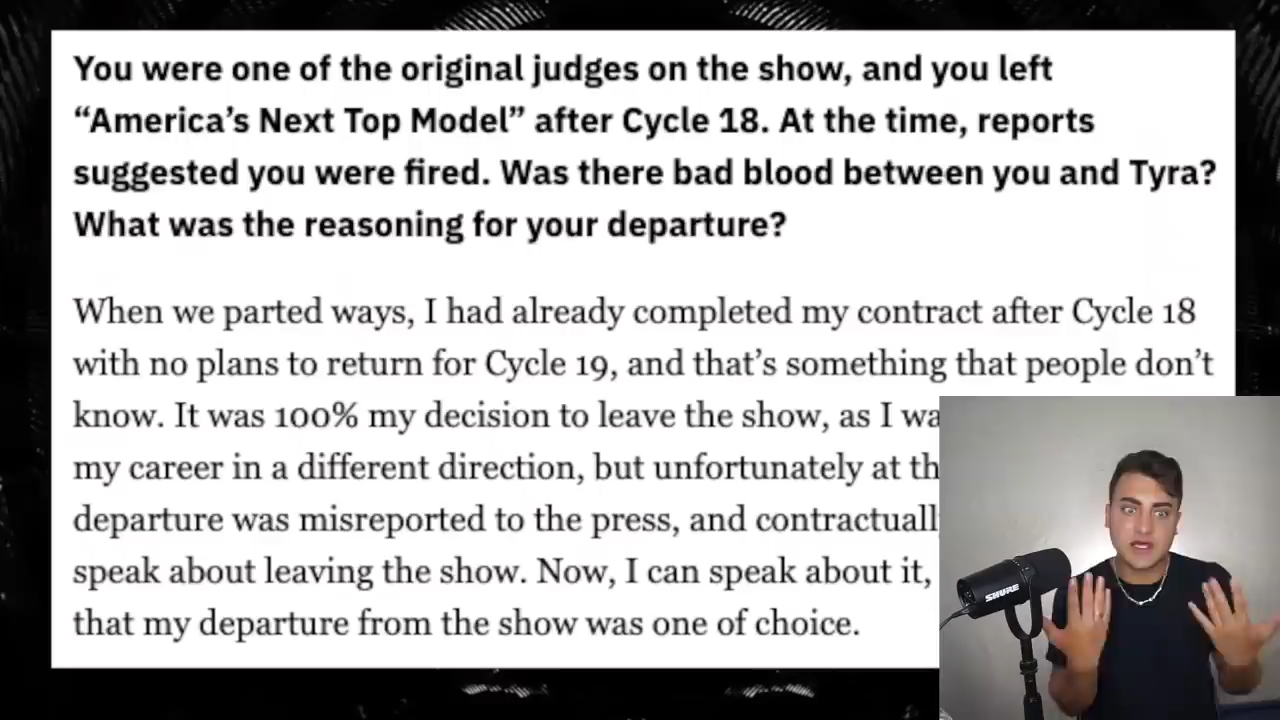 You were one of the original judges on the show, and you left
“America’s Next Top Model” after Cycle 18. At the time, reports
suggested you were fired. Was there bad blood between you and Tyra?
What was the reasoning for your departure?
When we parted ways, I had already completed my contract after Cycle 18
with no plans to return for Cycle 19, and that’s something that people don’t
know. It was 100% my decision to leave the show, as I
my career in a different direction, but unfortunately at
departure was misreported to the press, and
speak about leaving the show. Now, I can speak about it,
that my departure from the show was one of choice.
SHURE